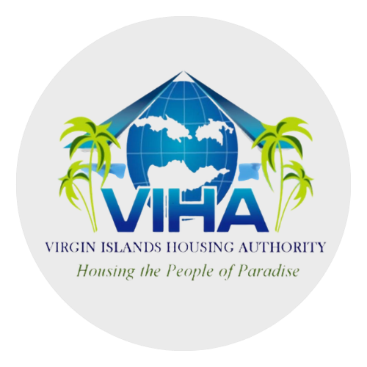 VIHA
VIRGIN ISLANDS HOUSING AUTHORITY
Housing the People of Paradise